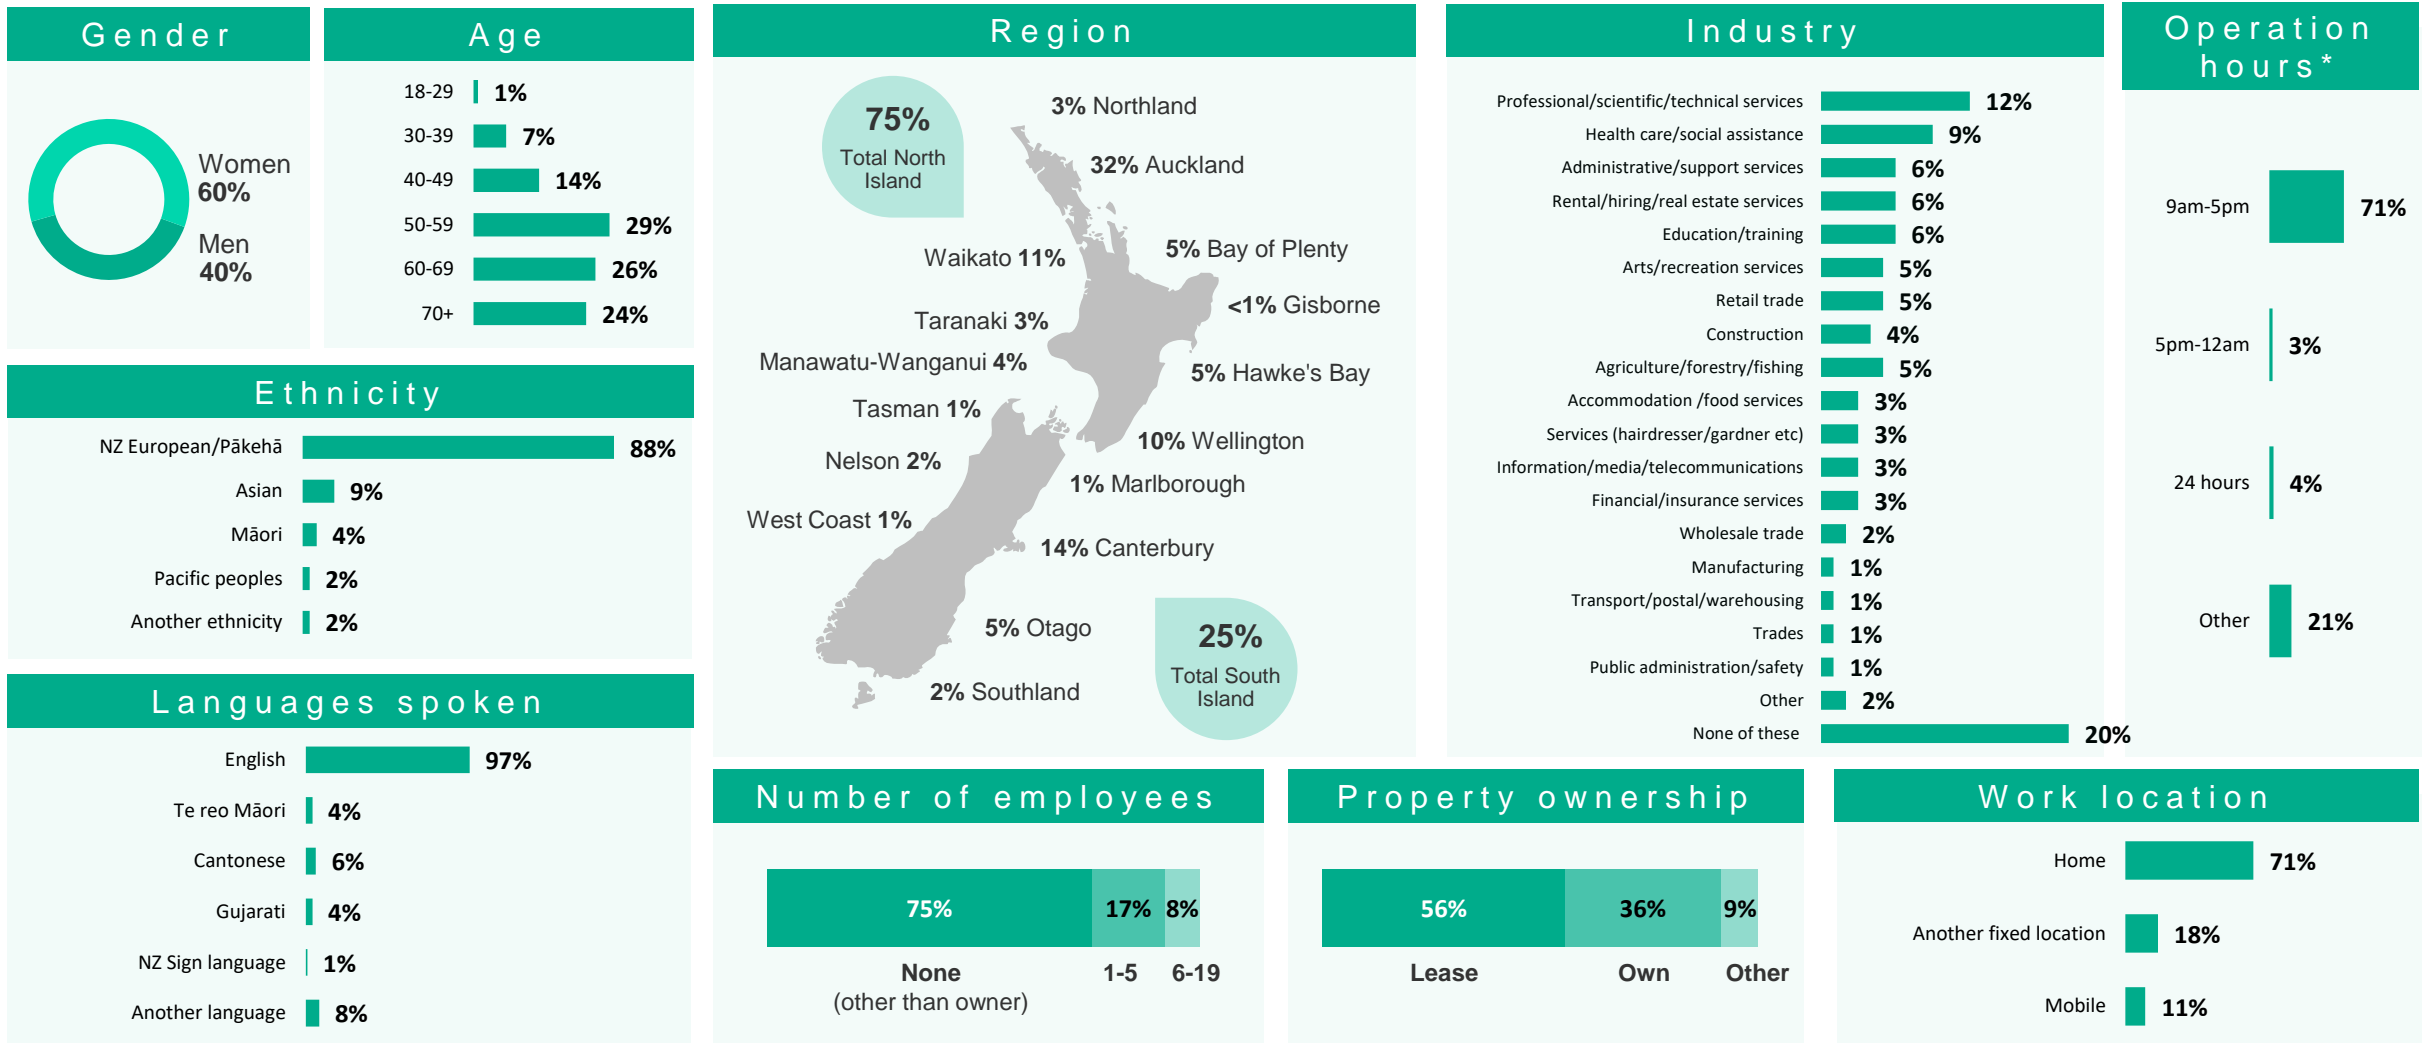 Gender
Women
60%
Men
40%
Age
18-29 1%
30-39 7%
40-49 14%
50-59 29%
60-69 26%
70+ 24%
Ethnicity
NZ European/Pākehā 88%
Asian 9%
Māori 4%
Pacific peoples 2%
Another ethnicity 2%
Languages spoken
English 97%
Te reo Māori 4%
Cantonese 6%
Gujarati 4%
NZ Sign language 1%
Another language 8%
Region
75%
Total North
Island
3% Northland
32% Auckland
Waikato 11%
5% Bay of Plenty
<1% Gisborne
Taranaki 3%
Manawatu-Wanganui 4%
5% Hawke's Bay
Tasman 1%
10% Wellington
Nelson 2%
1% Marlborough
West Coast 1%
14% Canterbury
5% Otago
2% Southland
25%
Total South
Island
Industry
Professional/scientific/technical services 12%
Health care/social assistance 9%
Administrative/support services 6%
Rental/hiring/real estate services 6%
Education/training 6%
Arts/recreation services 5%
Retail trade 5%
Construction 4%
Agriculture/forestry/fishing 5%
Accommodation /food services 3%
Services (hairdresser/gardner etc) 3%
Information/media/telecommunications 3%
Financial/insurance services 3%
Wholesale trade 2%
Manufacturing 1%
Transport/postal/warehousing 1%
Trades 1%
Public administration/safety 1%
Other 2%
None of these 20%
Operation
hours*
9am-5pm 71%
5pm-12am 3%
24 hours 4%
Other 21%
Number of employees
75% 17% 8%
None 1-5 6-19
(other than owner)
Property ownership
56% 36% 9%
Lease Own Other
Work location
Home 71%
Another fixed location 18%
Mobile 11%